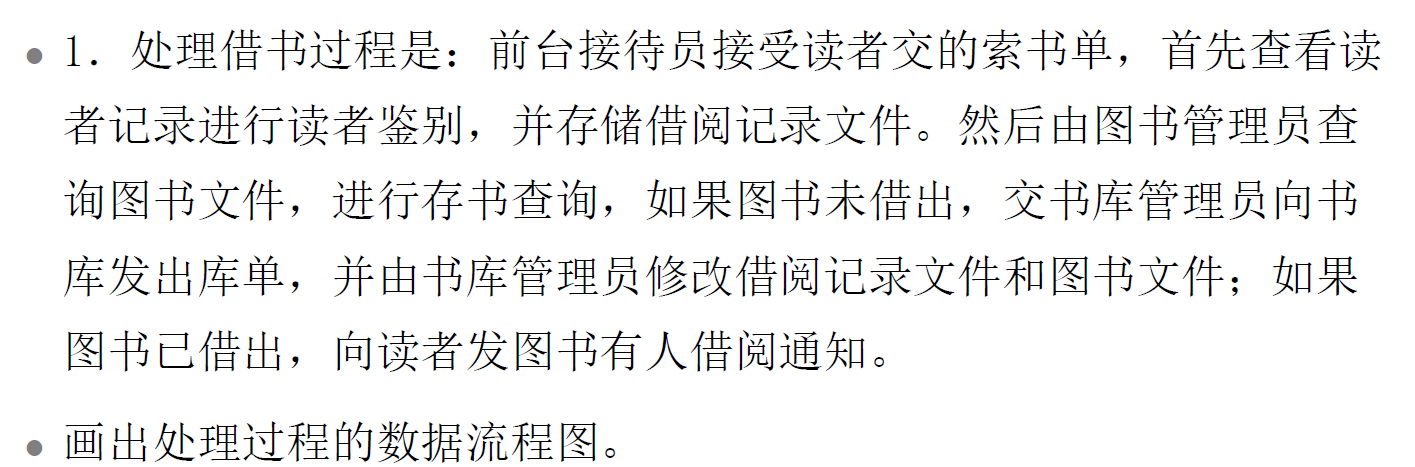 • 1．处理借书过程是：前台接待员接受读者交的索书单，首先查看读
者记录进行读者鉴别，并存储借阅记录文件。然后由图书管理员查
询图书文件，进行存书查询，如果图书未借出，交书库管理员向书
库发出库单，并由书库管理员修改借阅记录文件和图书文件；如果
图书已借出，向读者发图书有人借阅通知。
• 画出处理过程的数据流程图。